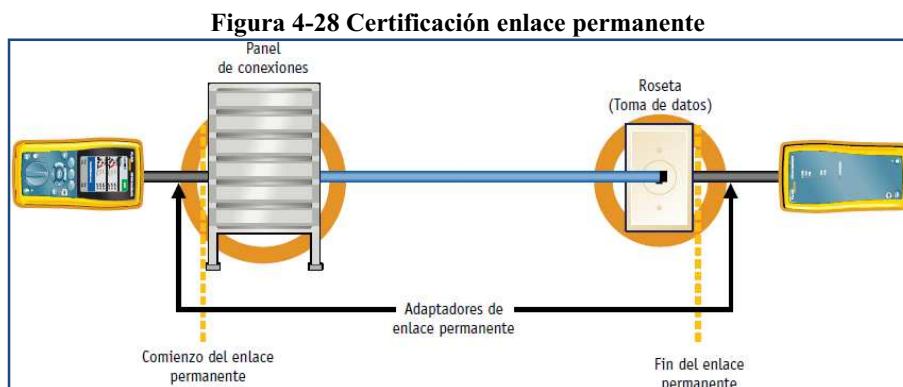 Figura 4-28 Certificación enlace permanente
Panel
de conexiones
Roseta
(Toma de datos)
Adaptadores de
enlace permanente
Comienzo del enlace
permanente
Fin del enlace
permanente